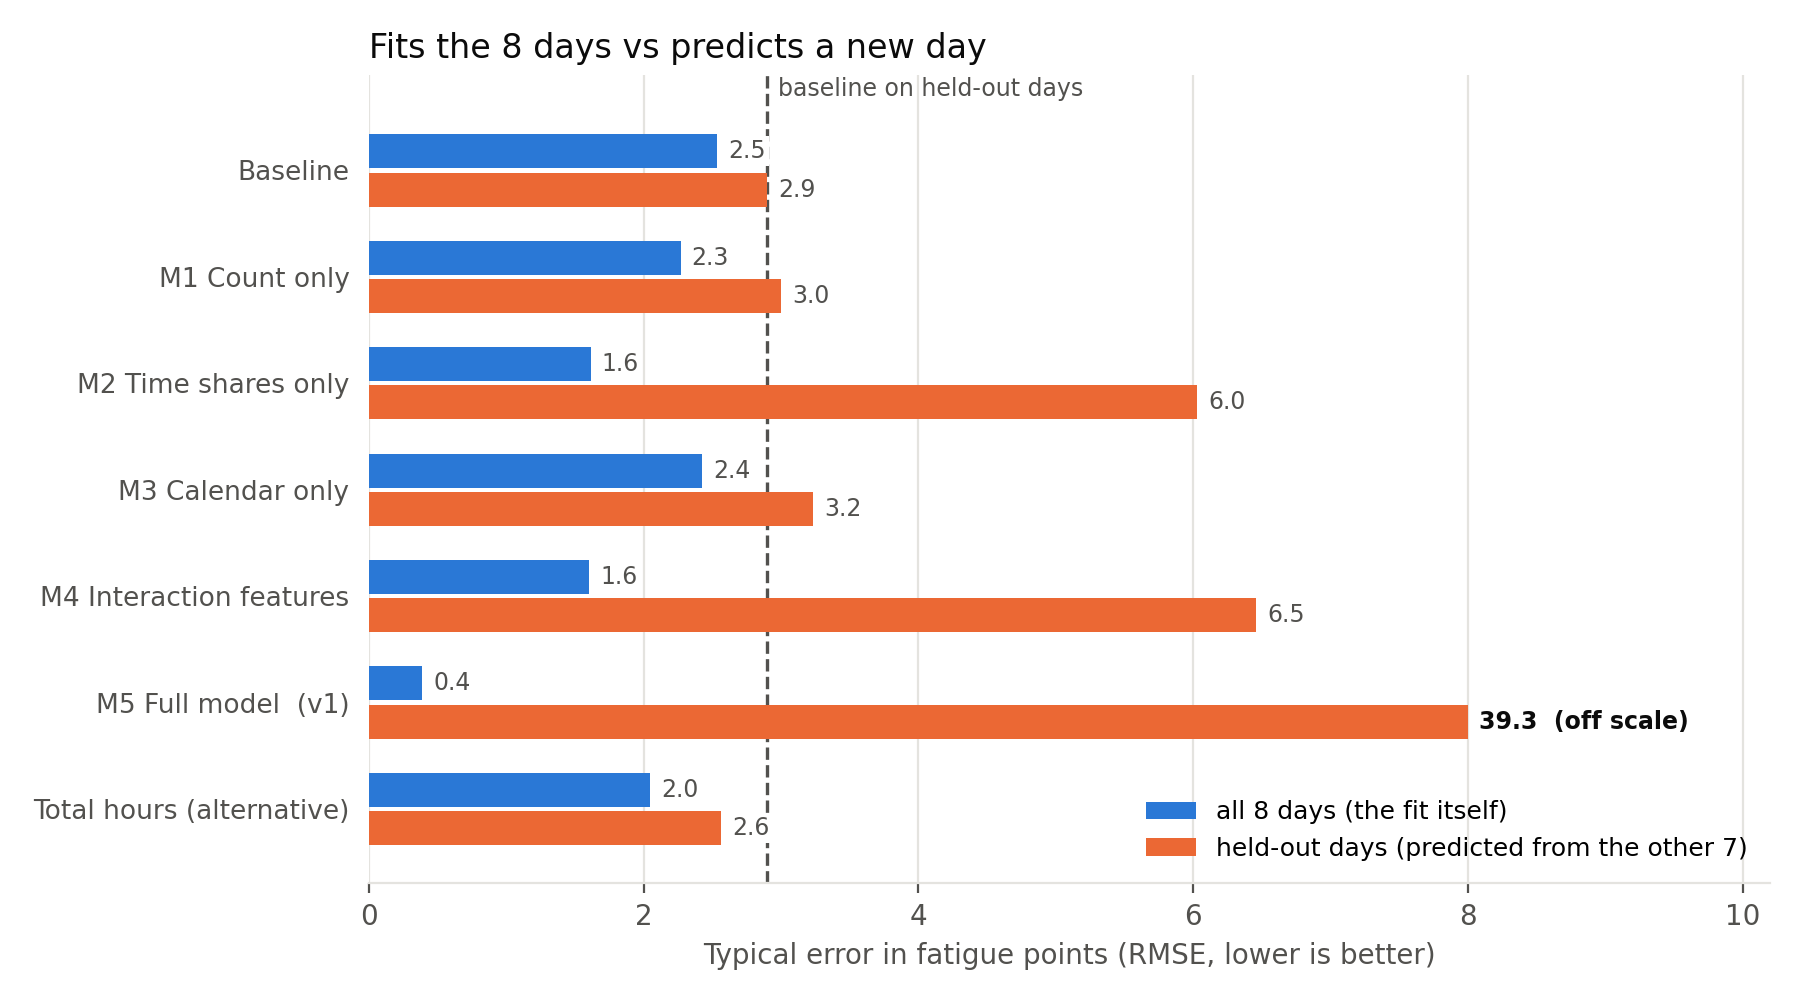 Fits the 8 days vs predicts a new day
baseline on held-out days
Baseline
2.5
2.9
M1 Count only
2.3
3.0
M2 Time shares only
1.6
6.0
M3 Calendar only
2.4
3.2
M4 Interaction features
1.6
6.5
M5 Full model (v1)
0.4
39.3 (off scale)
Total hours (alternative)
2.0
2.6
all 8 days (the fit itself)
held-out days (predicted from the other 7)
0 2 4 6 8 10
Typical error in fatigue points (RMSE, lower is better)